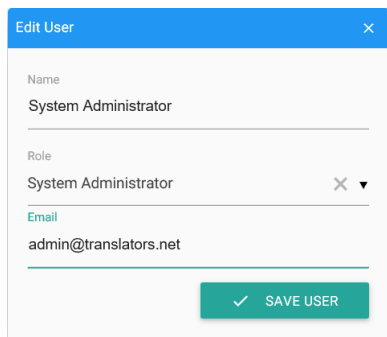 Edit User
Name
System Administrator
Role
System Administrator
Email
admin@translators.net
SAVE USER